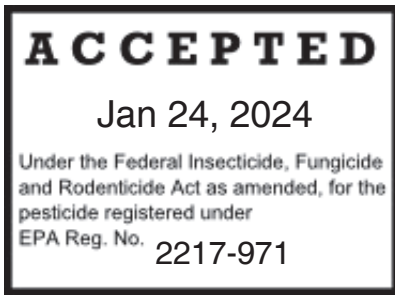 ACCEPTED
Jan 24, 2024
Under the Federal Insecticide, Fungicide
and Rodenticide Act as amended, for the
pesticide registered under
EPA Reg. No. 2217-971